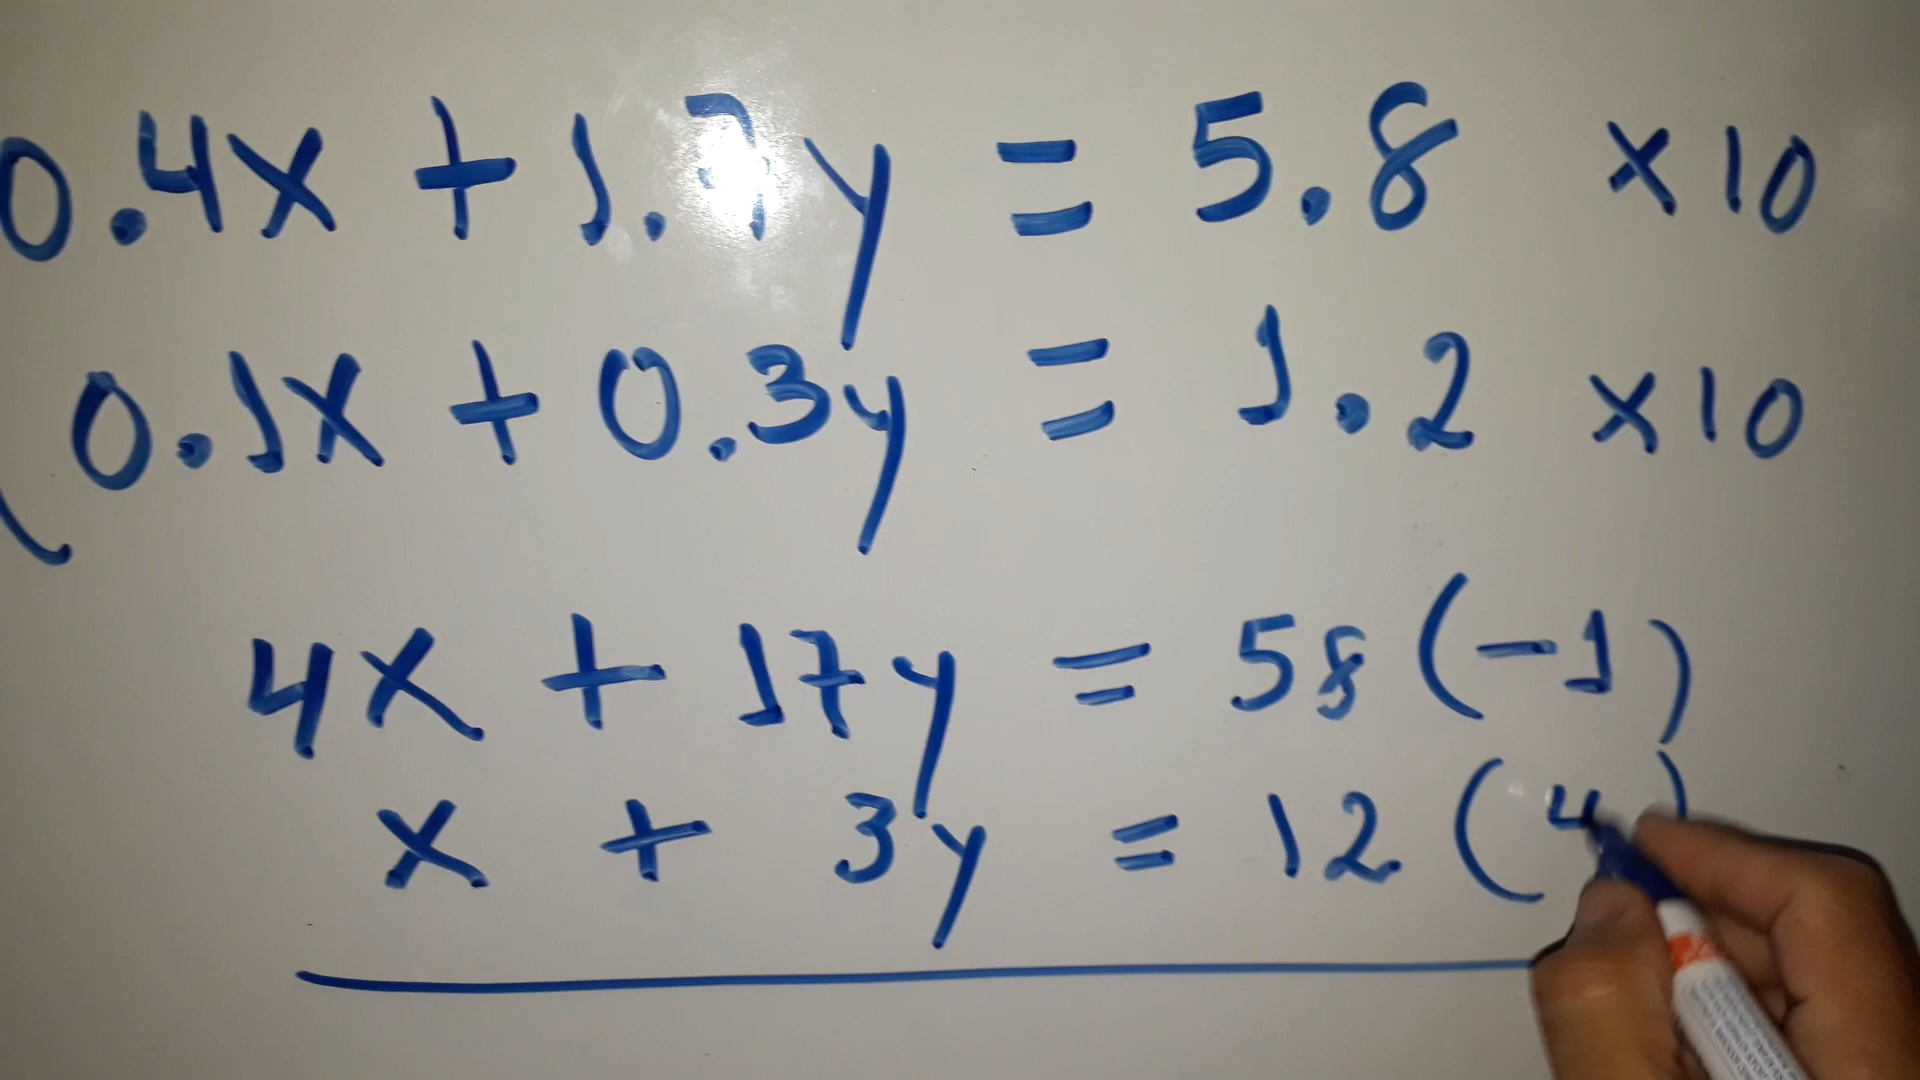 0.4x + 1.7y = 5.8 x10
0.1x + 0.3y = 1.2 x10
4x + 17y = 58 (-1)
x + 3y = 12 (4)